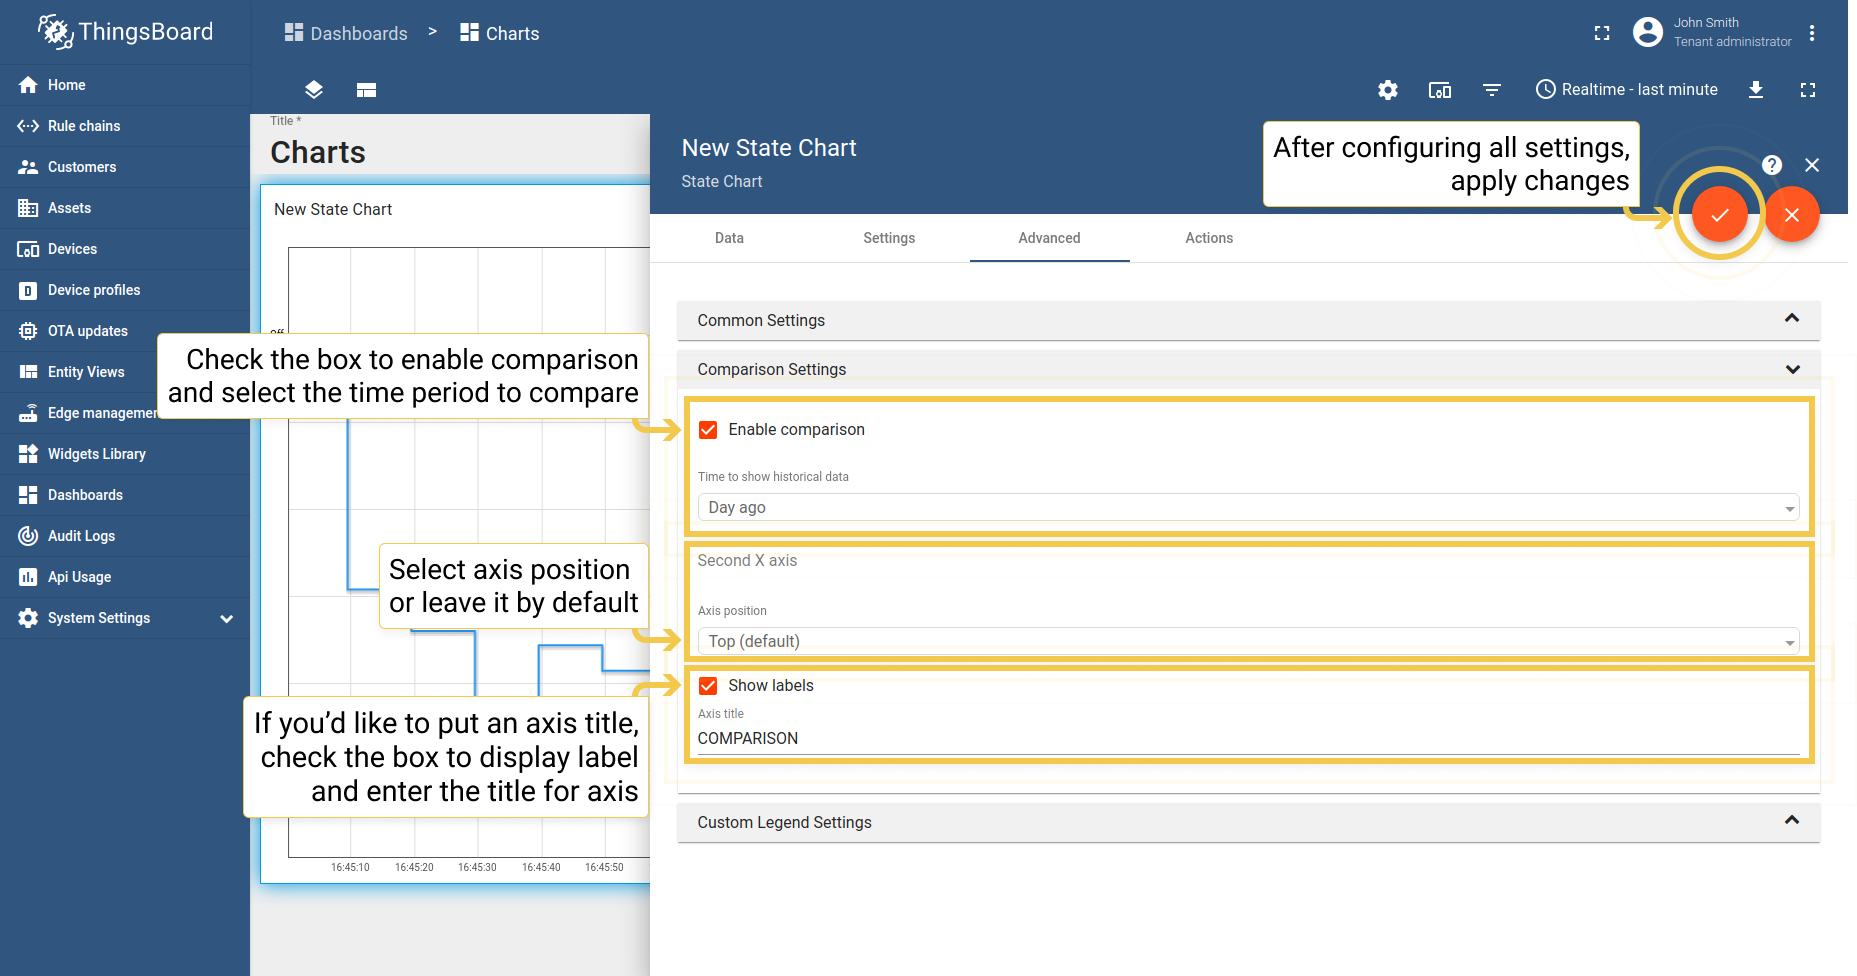 ThingsBoard
Dashboards > Charts
John Smith
Tenant administrator
Home
Rule chains
Customers
Assets
Devices
Device profiles
OTA updates
Entity Views
Edge managemen
Widgets Library
Dashboards
Audit Logs
Api Usage
System Settings
Realtime - last minute
Title *
Charts
New State Chart
16:45:10 16:45:20 16:45:30 16:45:40 16:45:50
New State Chart
State Chart
After configuring all settings,
apply changes
Data Settings Advanced Actions
Common Settings
Comparison Settings
Check the box to enable comparison
and select the time period to compare
Enable comparison
Time to show historical data
Day ago
Select axis position
or leave it by default
Second X axis
Axis position
Top (default)
If you’d like to put an axis title,
check the box to display label
and enter the title for axis
Show labels
Axis title
COMPARISON
Custom Legend Settings